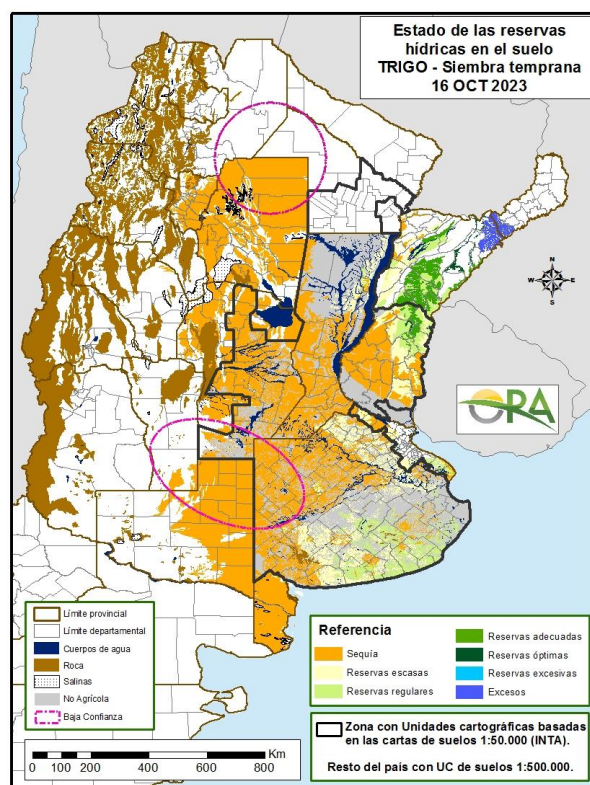 Estado de las reservas
hídricas en el suelo
TRIGO - Siembra temprana
16 OCT 2023
N
W
E
S
ORA
Límite provincial
Límite departamental
Cuerpos de agua
Roca
Salinas
No Agrícola
Baja Confianza
Km
0 100 200 400 600 800
Referencia
Sequía
Reservas escasas
Reservas regulares
Reservas adecuadas
Reservas óptimas
Reservas excesivas
Excesos
Zona con Unidades cartográficas basadas
en las cartas de suelos 1:50.000 (INTA).
Resto del país con UC de suelos 1:500.000.